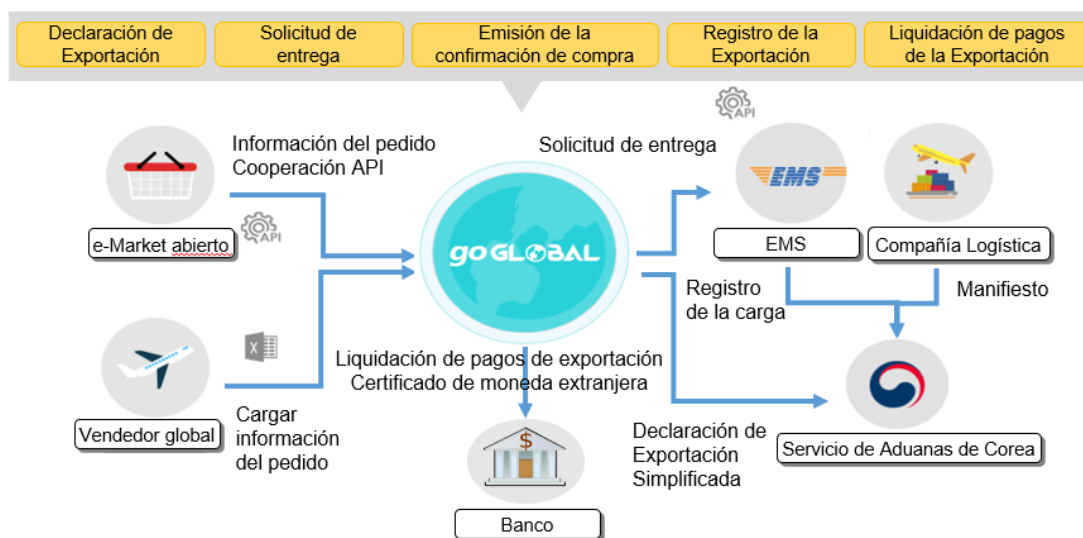 Declaración de
Exportación
Solicitud de
entrega
Emisión de la
confirmación de compra
Registro de la
Exportación
Liquidación de pagos
de la Exportación
Información del pedido
Cooperación API
API
e-Market abierto
Solicitud de entrega
API
EMS
EMS
Compañía Logística
goGLOBAL
Registro
de la carga
Manifiesto
X
Vendedor global
Cargar
información
del pedido
Liquidación de pagos de exportación
Certificado de moneda extranjera
$
Banco
Declaración de
Exportación
Simplificada
Servicio de Aduanas de Corea